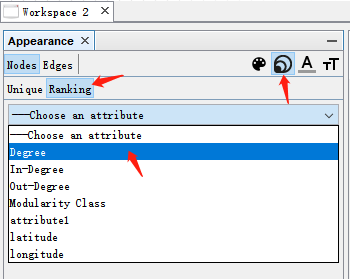 Workspace 2
Appearance
Nodes Edges
Unique Ranking
---Choose an attribute
---Choose an attribute
Degree
In-Degree
Out-Degree
Modularity Class
attribute1
latitude
longitude